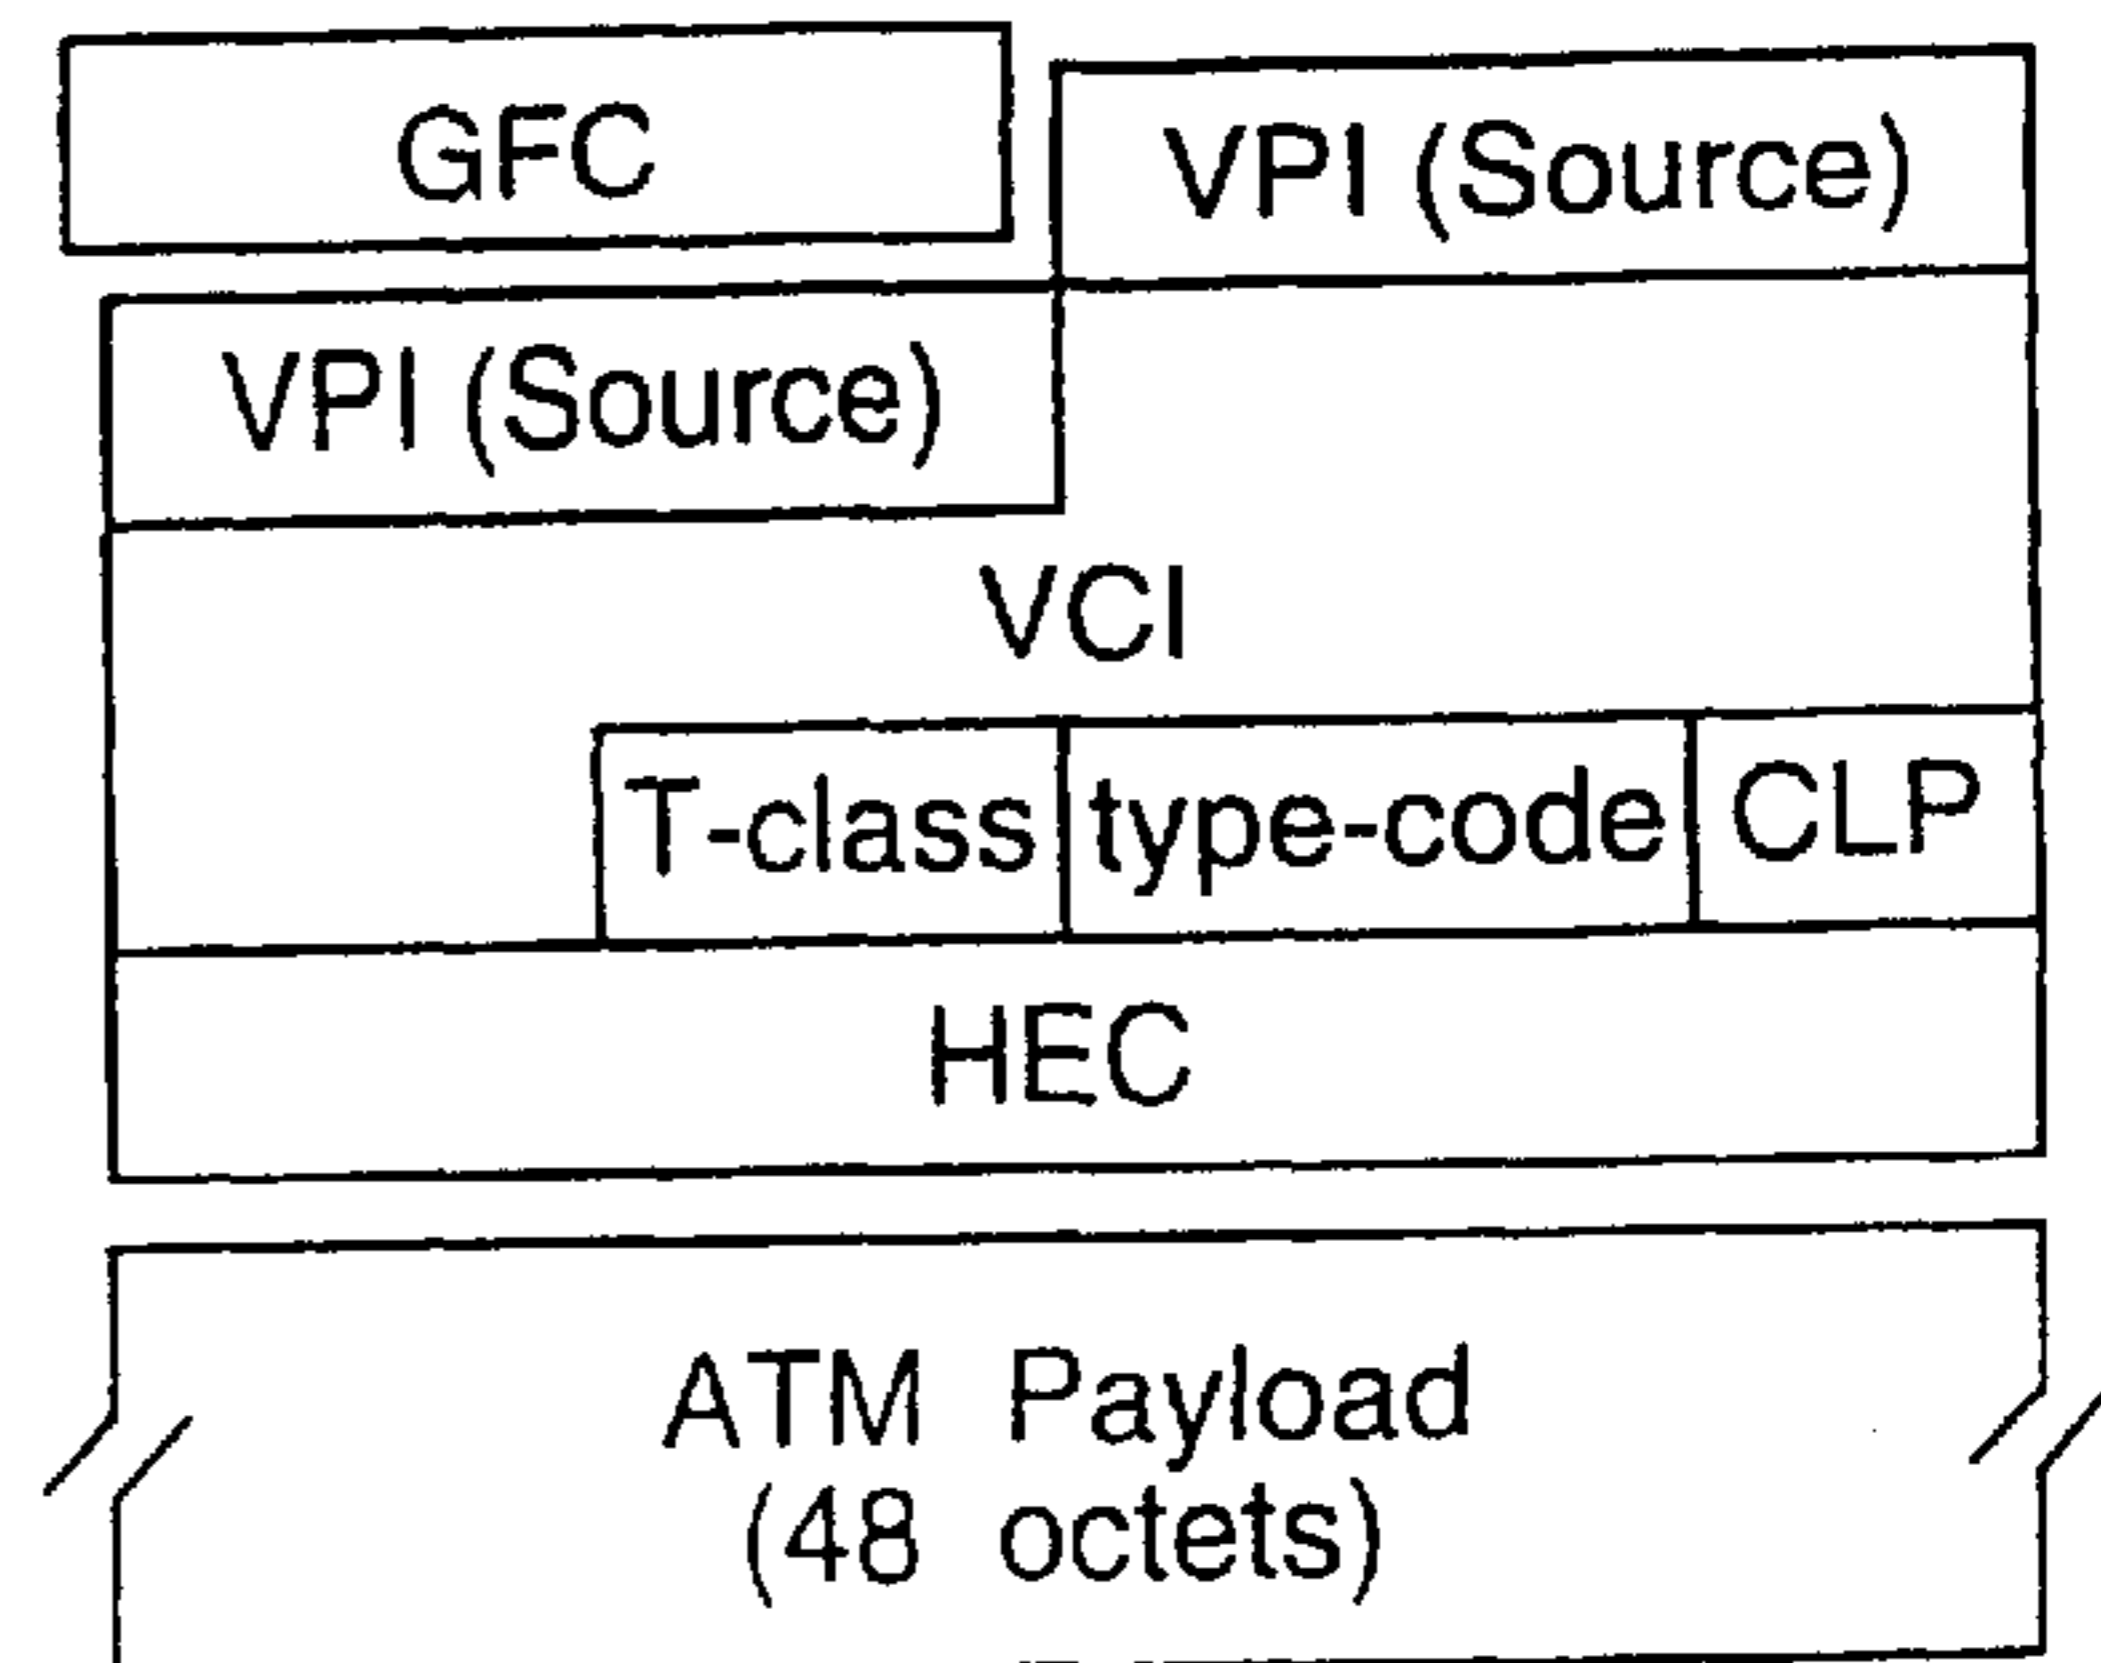 GFC
VPI (Source)
VPI (Source)
VCI
T-class type-code CLP
HEC
ATM Payload
(48 octets)